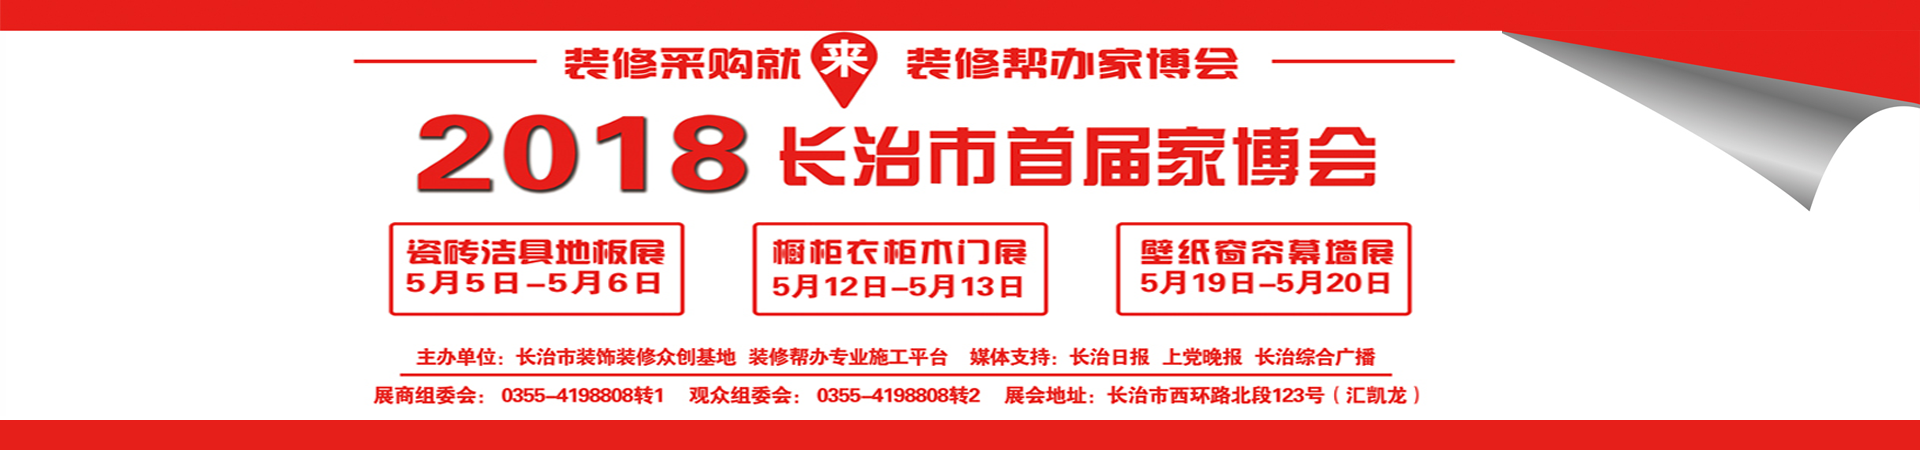 装修采购就来 装修帮办家博会
2018 长治市首届家博会
瓷砖洁具地板展
5月5日-5月6日
橱柜衣柜木门展
5月12日-5月13日
壁纸窗帘幕墙展
5月19日-5月20日
主办单位：长治市装饰装修众创基地 装修帮办专业施工平台 媒体支持：长治日报 上党晚报 长治综合广播
展商组委会： 0355-4198808转1 观众组委会： 0355-4198808转2 展会地址：长治市西环路北段123号（汇凯龙）